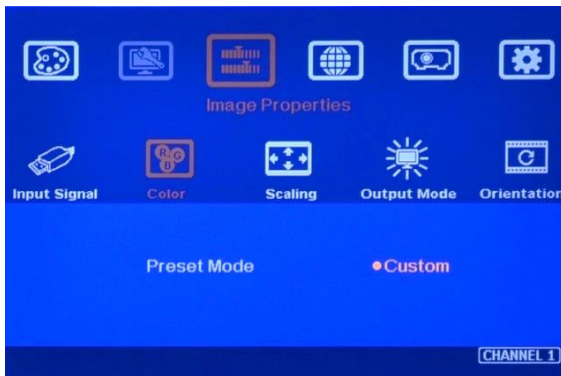 Image Properties
Input Signal
Color
R G
B
Scaling
Output Mode
Orientation
Preset Mode
Custom
CHANNEL 1